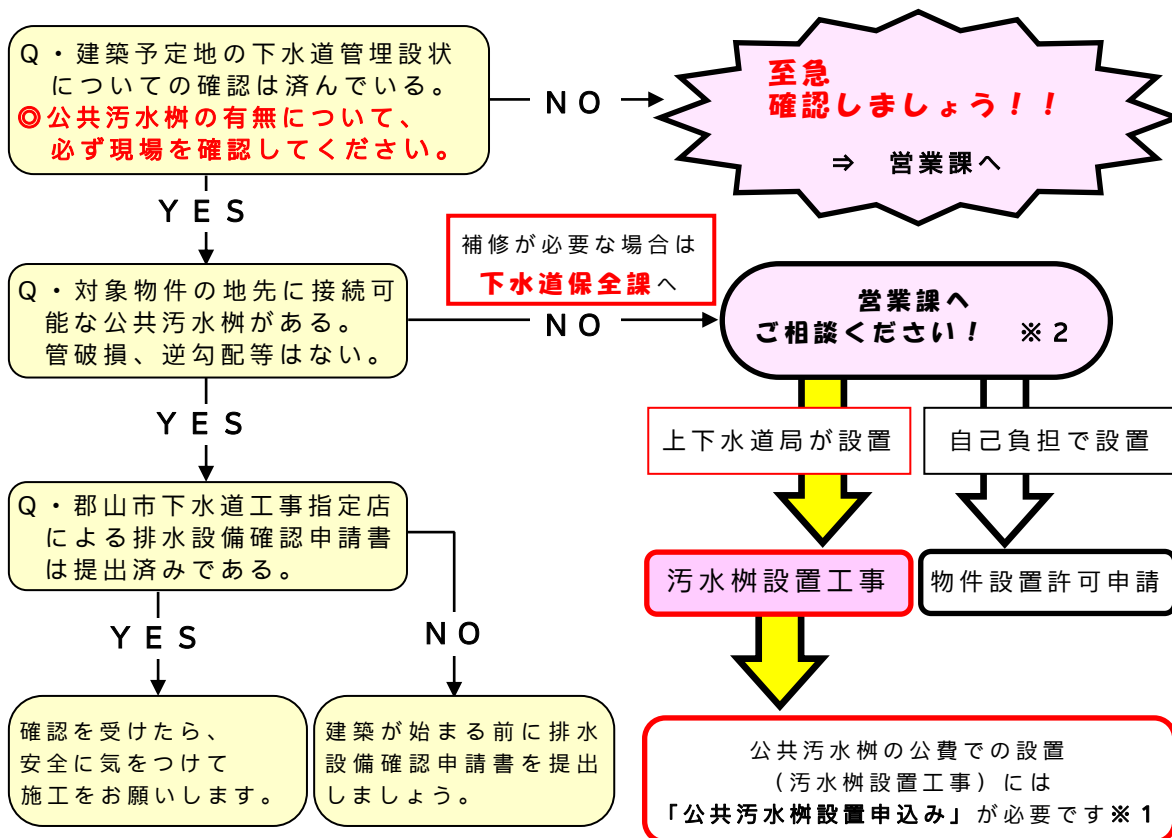 Q・建築予定地の下水道管埋設状
についての確認は済んでいる。
◎公共汚水桝の有無について、
必ず現場を確認してください。
NO
至急
確認しましょう！！
⇒ 営業課へ
YES
補修が必要な場合は
下水道保全課へ
Q・対象物件の地先に接続可
能な公共汚水桝がある。
管破損、逆勾配等はない。
NO
営業課へ
ご相談ください！ ※２
YES
上下水道局が設置
自己負担で設置
Q・郡山市下水道工事指定店
による排水設備確認申請書
は提出済みである。
汚水桝設置工事
物件設置許可申請
YES
NO
確認を受けたら、
安全に気をつけて
施工をお願いします。
建築が始まる前に排水
設備確認申請書を提出
しましょう。
公共汚水桝の公費での設置
（汚水桝設置工事）には
「公共汚水桝設置申込み」が必要です※１